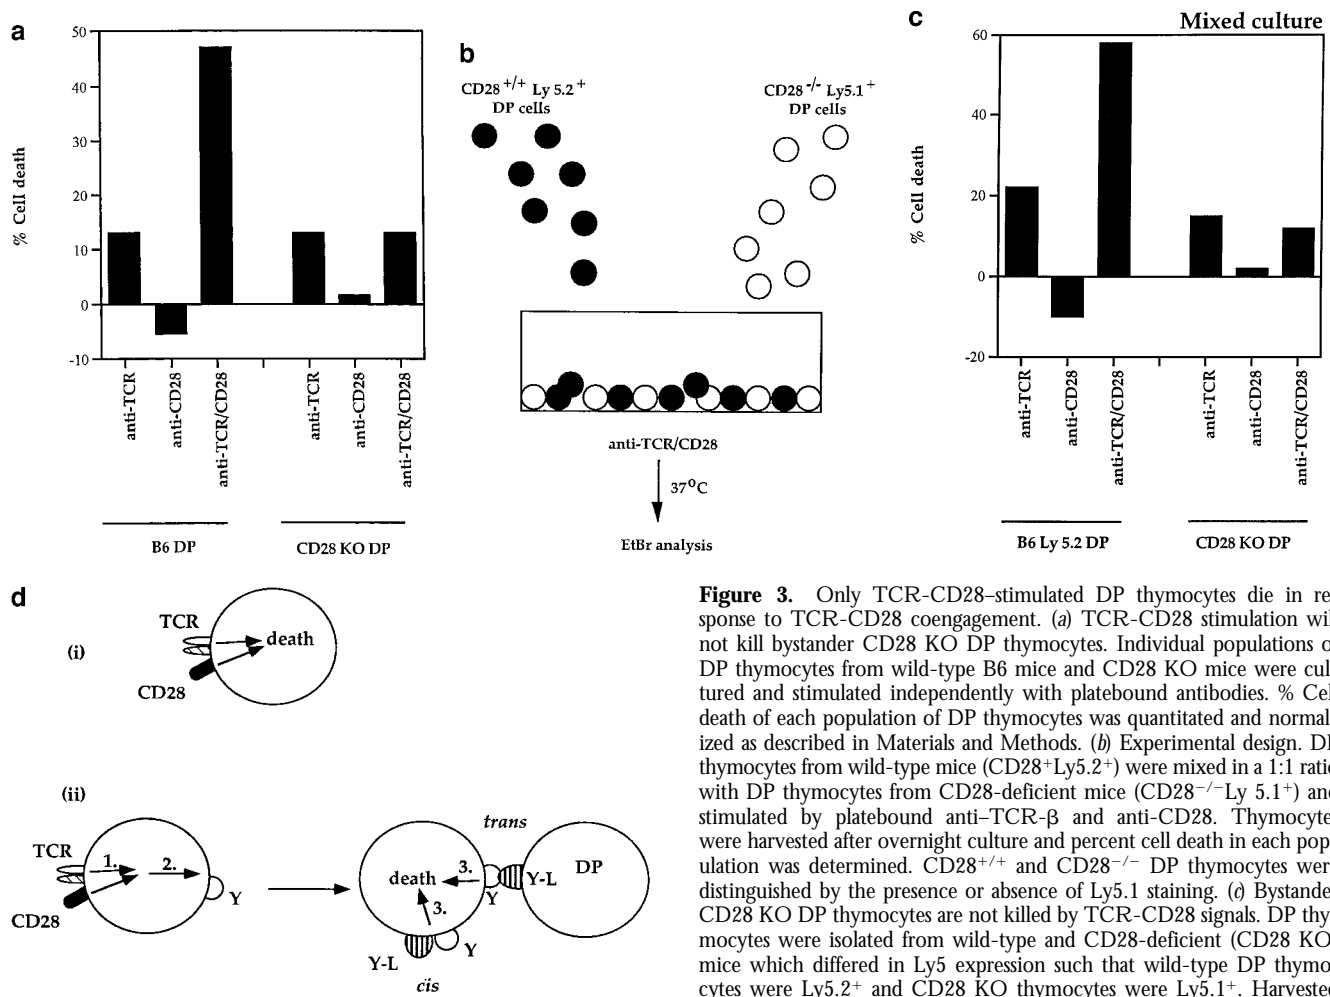 a
50
40
30
20
10
0
-10
% Cell death
anti-TCR
anti-CD28
anti-TCR/CD28
anti-TCR
anti-CD28
anti-TCR/CD28
B6 DP
CD28 KO DP
b
CD28 +/+ Ly 5.2 +
DP cells
CD28 -/- Ly5.1 +
DP cells
anti-TCR/CD28
37°C
EtBr analysis
c
Mixed culture
60
40
20
0
-20
% Cell death
anti-TCR
anti-CD28
anti-TCR/CD28
anti-TCR
anti-CD28
anti-TCR/CD28
B6 Ly 5.2 DP
CD28 KO DP
d
(i)
TCR
CD28
death
(ii)
TCR
CD28
1.
2.
Y
death
3.
3.
Y
Y-L
trans
DP
Y-L
Y
cis
Figure 3. Only TCR-CD28–stimulated DP thymocytes die in re-
sponse to TCR-CD28 coengagement. (a) TCR-CD28 stimulation wil
not kill bystander CD28 KO DP thymocytes. Individual populations o
DP thymocytes from wild-type B6 mice and CD28 KO mice were cul
tured and stimulated independently with platebound antibodies. % Cel
death of each population of DP thymocytes was quantitated and normal
ized as described in Materials and Methods. (b) Experimental design. DP
thymocytes from wild-type mice (CD28+Ly5.2+) were mixed in a 1:1 ratio
with DP thymocytes from CD28-deficient mice (CD28−/−Ly 5.1+) and
stimulated by platebound anti–TCR-β and anti-CD28. Thymocyte
were harvested after overnight culture and percent cell death in each pop
ulation was determined. CD28+/+ and CD28−/− DP thymocytes wer
distinguished by the presence or absence of Ly5.1 staining. (c) Bystande
CD28 KO DP thymocytes are not killed by TCR-CD28 signals. DP thy
mocytes were isolated from wild-type and CD28-deficient (CD28 KO
mice which differed in Ly5 expression such that wild-type DP thymo
cytes were Ly5.2+ and CD28 KO thymocytes were Ly5.1+. Harvested